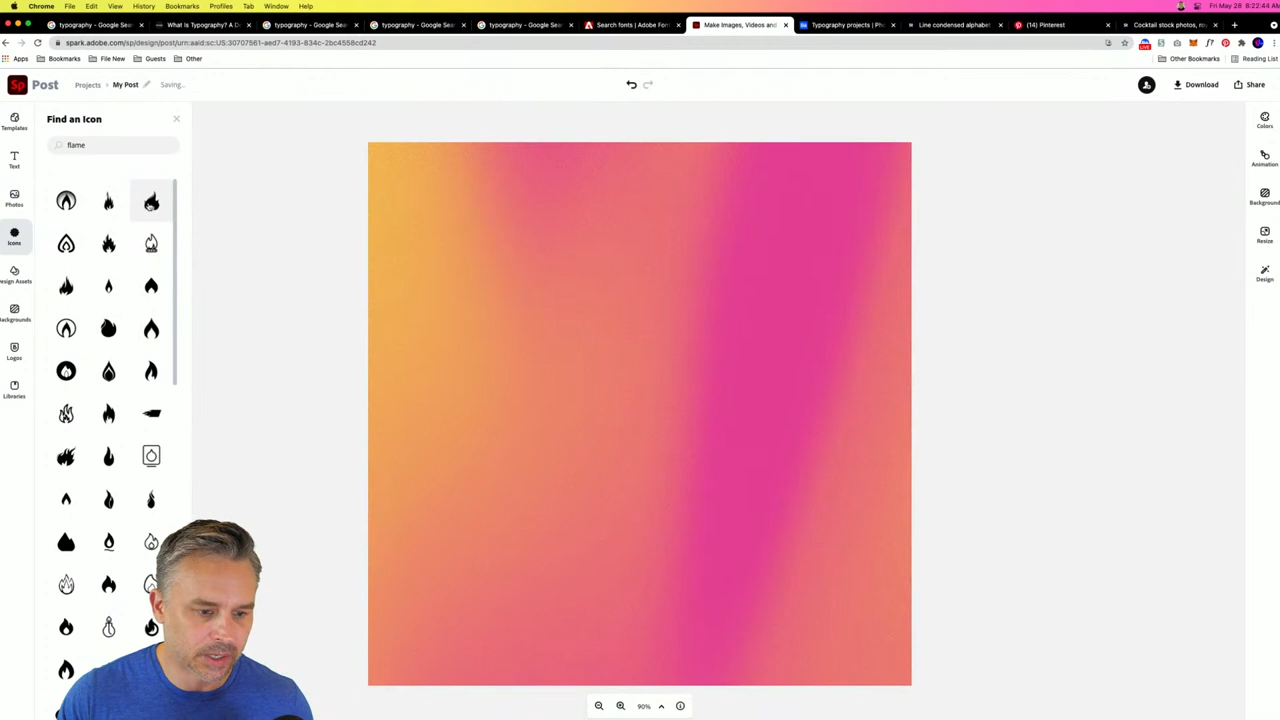 Chrome File Edit View History Bookmarks Profiles Tab Window Help
Fri May 28 8:22:44 AM
typography - Google Sea
What Is Typography? A D
typography - Google Sea
typography - Google Sea
typography - Google Sea
Search fonts | Adobe Fon
Make Images, Videos and
Typography projects | Ph
Line condensed alphabet
(14) Pinterest
Cocktail stock photos, roy
spark.adobe.com/sp/design/post/urn:aaid:sc:US:30707561-aed7-4193-834c-2bc4558cd242
Apps Bookmarks File New Guests Other
Other Bookmarks Reading List
Sp Post Projects My Post Saving..
Download Share
Templates
Text
Photos
Icons
esign Assets
ackgrounds
Logos
Libraries
Find an Icon
flame
Colors
Animation
Background
Resize
Design
90%